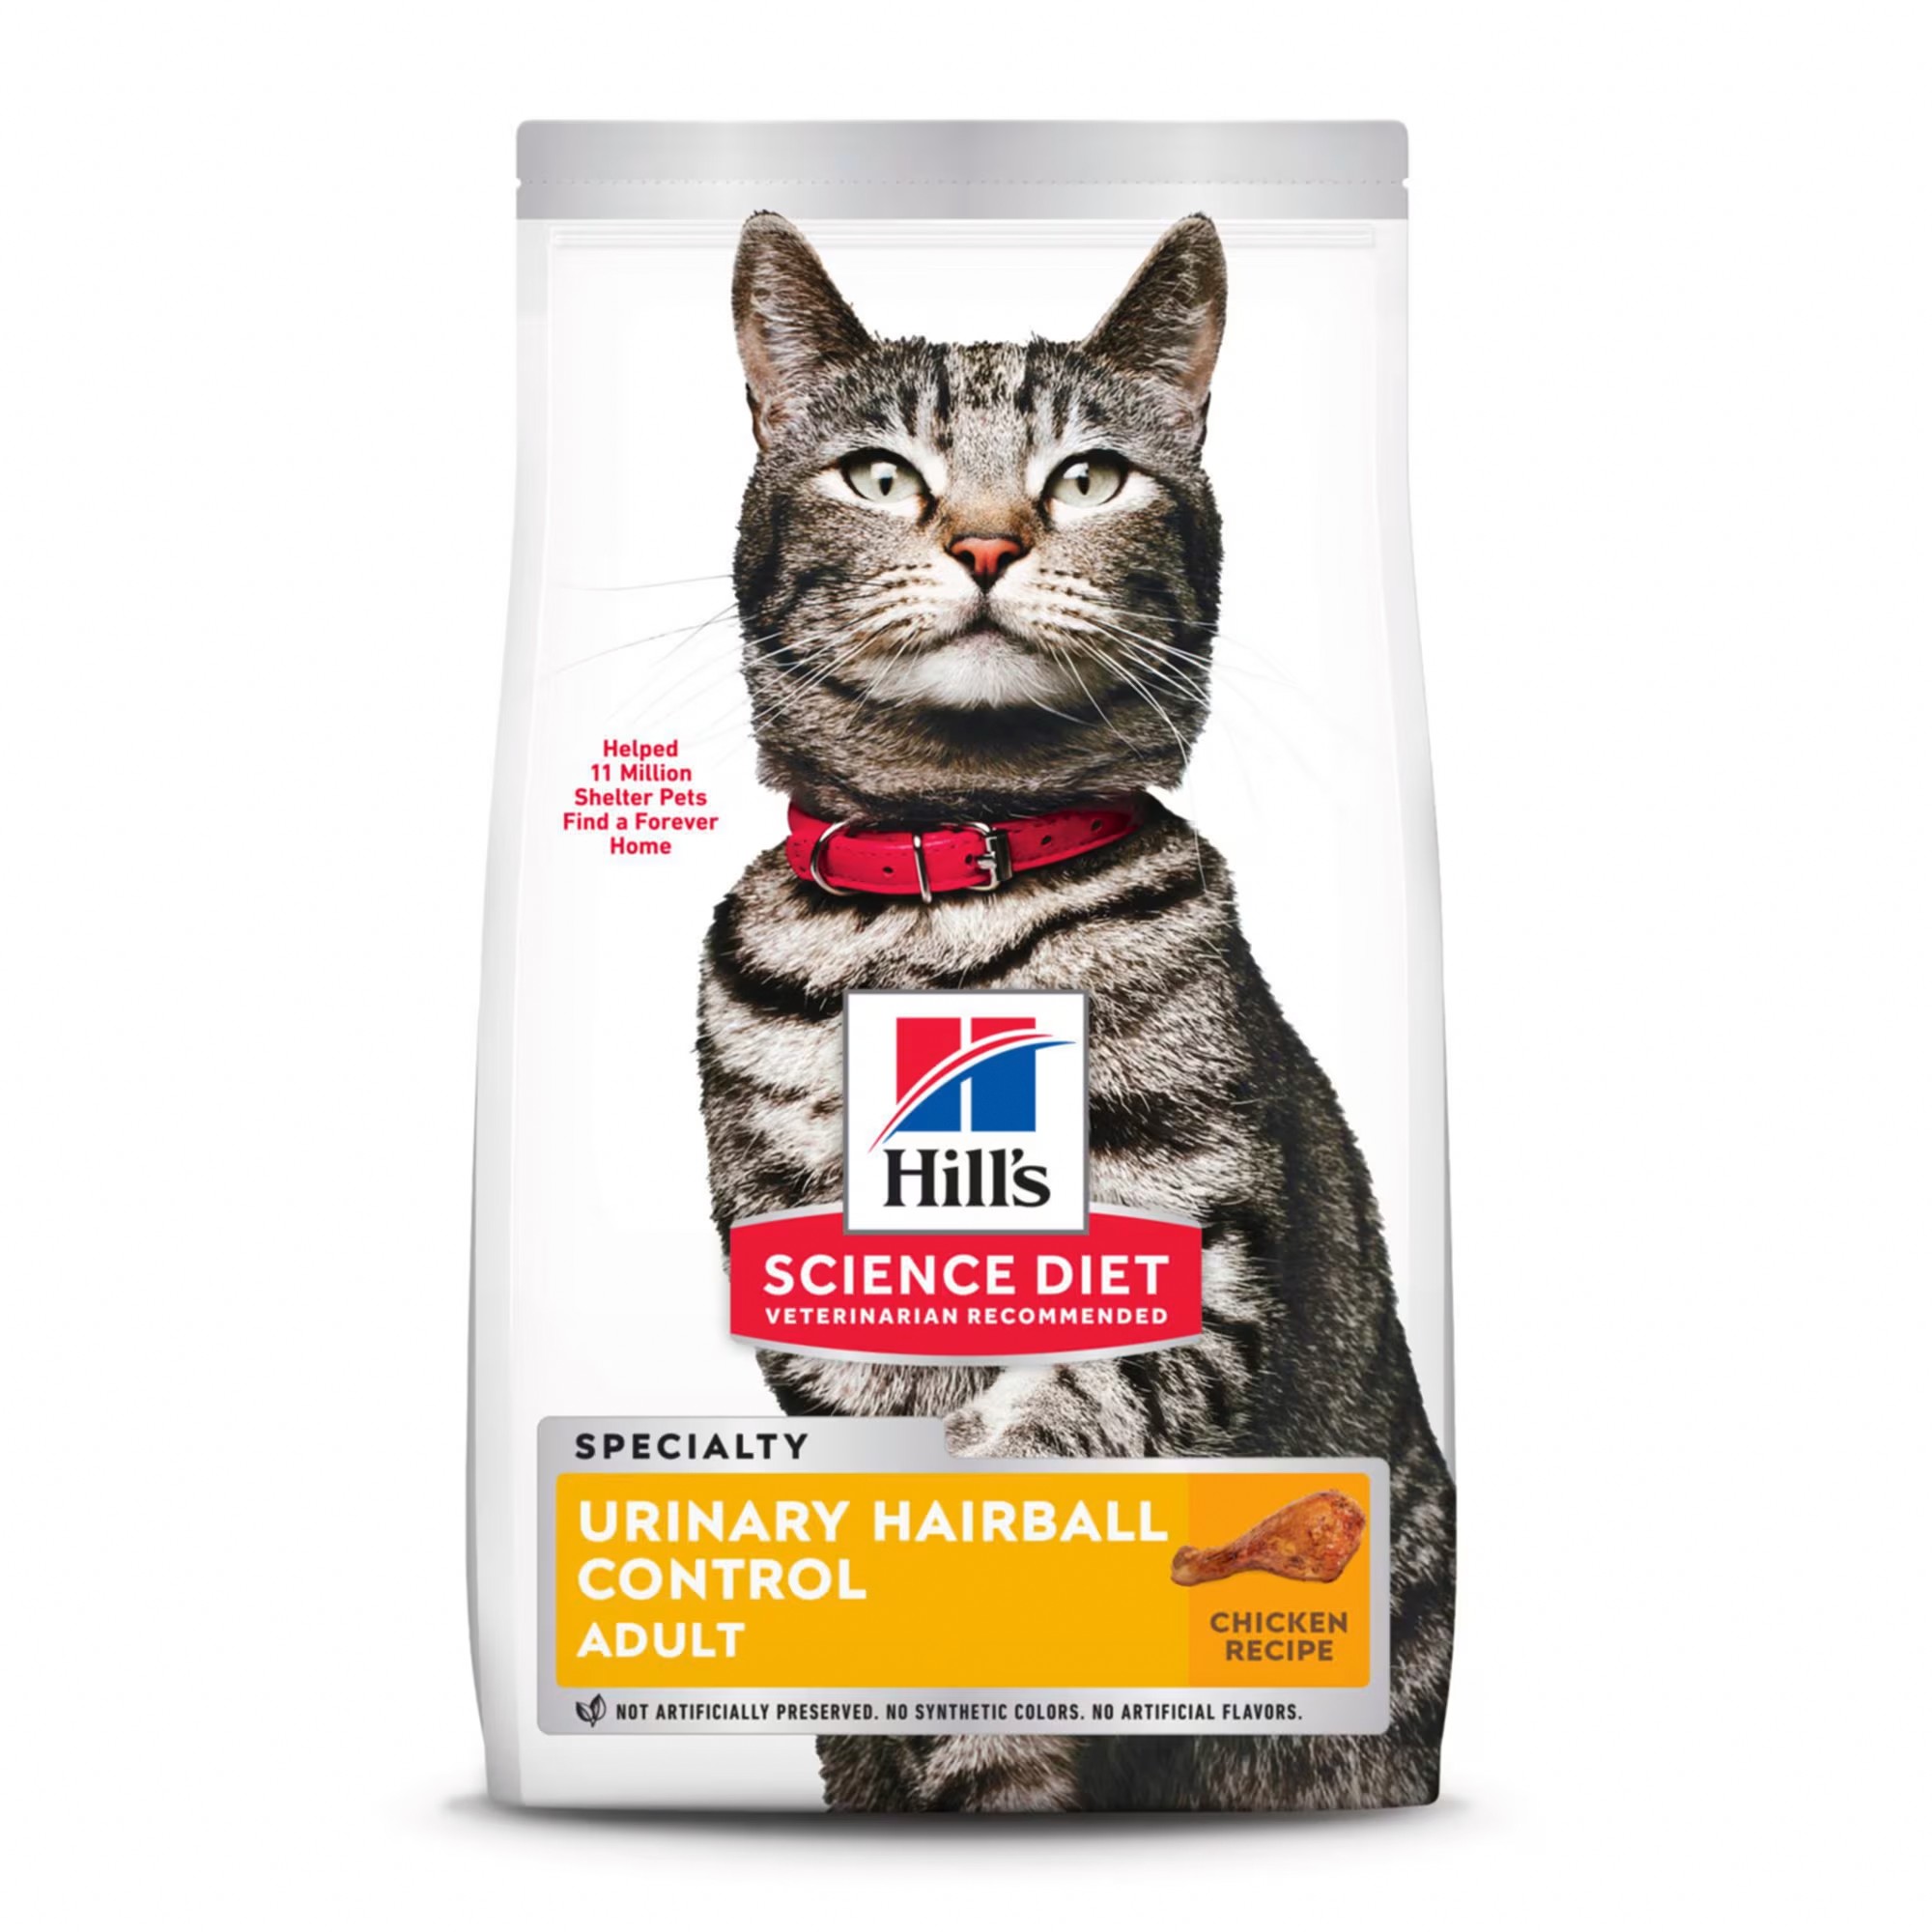 Helped
11 Million
Shelter Pets
Find a Forever
Home
Hill's
SCIENCE DIET
VETERINARIAN RECOMMENDED
SPECIALTY
URINARY HAIRBALL
CONTROL
ADULT
CHICKEN
RECIPE
NOT ARTIFICIALLY PRESERVED. NO SYNTHETIC COLORS. NO ARTIFICIAL FLAVORS.